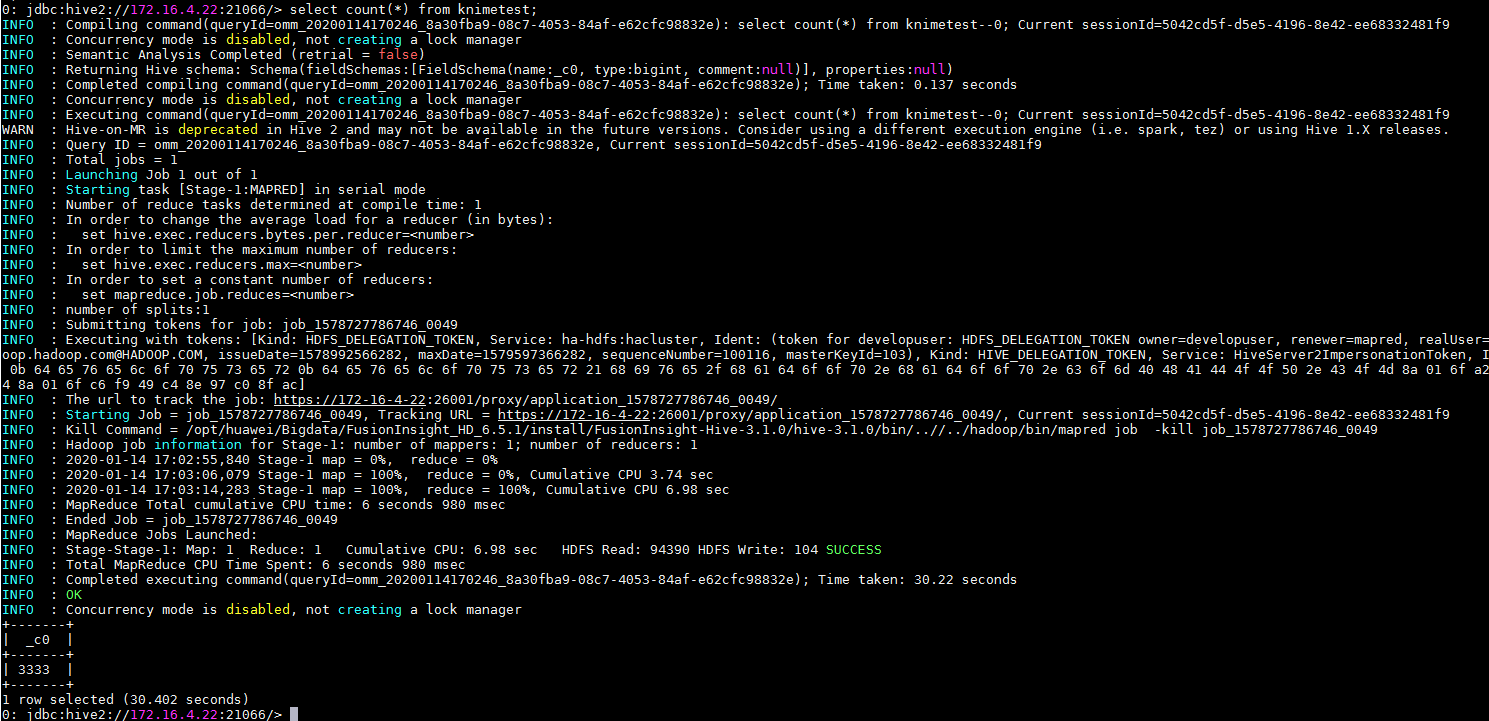 0: jdbc:hive2://172.16.4.22:21066/> select count(*) from knimetest;
INFO  : Compiling command(queryId=omm_20200114170246_8a30fba9-08c7-4053-84af-e62cfc98832e): select count(*) from knimetest--0; Current sessionId=5042cd5f-d5e5-4196-8e42-ee68332481f9
INFO  : Concurrency mode is disabled, not creating a lock manager
INFO  : Semantic Analysis Completed (retrial = false)
INFO  : Returning Hive schema: Schema(fieldSchemas:[FieldSchema(name:_c0, type:bigint, comment:null)], properties:null)
INFO  : Completed compiling command(queryId=omm_20200114170246_8a30fba9-08c7-4053-84af-e62cfc98832e); Time taken: 0.137 seconds
INFO  : Concurrency mode is disabled, not creating a lock manager
INFO  : Executing command(queryId=omm_20200114170246_8a30fba9-08c7-4053-84af-e62cfc98832e): select count(*) from knimetest--0; Current sessionId=5042cd5f-d5e5-4196-8e42-ee68332481f9
WARN  : Hive-on-MR is deprecated in Hive 2 and may not be available in the future versions. Consider using a different execution engine (i.e. spark, tez) or using Hive 1.X releases.
INFO  : Query ID = omm_20200114170246_8a30fba9-08c7-4053-84af-e62cfc98832e, Current sessionId=5042cd5f-d5e5-4196-8e42-ee68332481f9
INFO  : Total jobs = 1
INFO  : Launching Job 1 out of 1
INFO  : Starting task [Stage-1:MAPRED] in serial mode
INFO  : Number of reduce tasks determined at compile time: 1
INFO  : In order to change the average load for a reducer (in bytes):
INFO  :   set hive.exec.reducers.bytes.per.reducer=<number>
INFO  : In order to limit the maximum number of reducers:
INFO  :   set hive.exec.reducers.max=<number>
INFO  : In order to set a constant number of reducers:
INFO  :   set mapreduce.job.reduces=<number>
INFO  : number of splits:1
INFO  : Submitting tokens for job: job_1578727786746_0049
INFO  : Executing with tokens: [Kind: HDFS_DELEGATION_TOKEN, Service: ha-hdfs:hacluster, Ident: (token for developuser: HDFS_DELEGATION_TOKEN owner=developuser, renewer=mapred, realUser=
oop.hadoop.com@HADOOP.COM, issueDate=1578992566282, maxDate=1579597366282, sequenceNumber=100116, masterKeyId=103), Kind: HIVE_DELEGATION_TOKEN, Service: HiveServer2ImpersonationToken, I
 0b 64 65 76 65 6c 6f 70 75 73 65 72 0b 64 65 76 65 6c 6f 70 75 73 65 72 21 68 69 76 65 2f 68 61 64 6f 6f 70 2e 68 61 64 6f 6f 70 2e 63 6f 6d 40 48 41 44 4f 4f 50 2e 43 4f 4d 8a 01 6f a2
4 8a 01 6f c6 f9 49 c4 8e 97 c0 8f ac]
INFO  : The url to track the job: https://172-16-4-22:26001/proxy/application_1578727786746_0049/
INFO  : Starting Job = job_1578727786746_0049, Tracking URL = https://172-16-4-22:26001/proxy/application_1578727786746_0049/, Current sessionId=5042cd5f-d5e5-4196-8e42-ee68332481f9
INFO  : Kill Command = /opt/huawei/Bigdata/FusionInsight_HD_6.5.1/install/FusionInsight-Hive-3.1.0/hive-3.1.0/bin/..//../hadoop/bin/mapred job  -kill job_1578727786746_0049
INFO  : Hadoop job information for Stage-1: number of mappers: 1; number of reducers: 1
INFO  : 2020-01-14 17:02:55,840 Stage-1 map = 0%,  reduce = 0%
INFO  : 2020-01-14 17:03:06,079 Stage-1 map = 100%,  reduce = 0%, Cumulative CPU 3.74 sec
INFO  : 2020-01-14 17:03:14,283 Stage-1 map = 100%,  reduce = 100%, Cumulative CPU 6.98 sec
INFO  : MapReduce Total cumulative CPU time: 6 seconds 980 msec
INFO  : Ended Job = job_1578727786746_0049
INFO  : MapReduce Jobs Launched:
INFO  : Stage-Stage-1: Map: 1  Reduce: 1   Cumulative CPU: 6.98 sec   HDFS Read: 94390 HDFS Write: 104 SUCCESS
INFO  : Total MapReduce CPU Time Spent: 6 seconds 980 msec
INFO  : Completed executing command(queryId=omm_20200114170246_8a30fba9-08c7-4053-84af-e62cfc98832e); Time taken: 30.22 seconds
INFO  : OK
INFO  : Concurrency mode is disabled, not creating a lock manager
+-------+
|  _c0  |
+-------+
| 3333  |
+-------+
1 row selected (30.402 seconds)
0: jdbc:hive2://172.16.4.22:21066/>